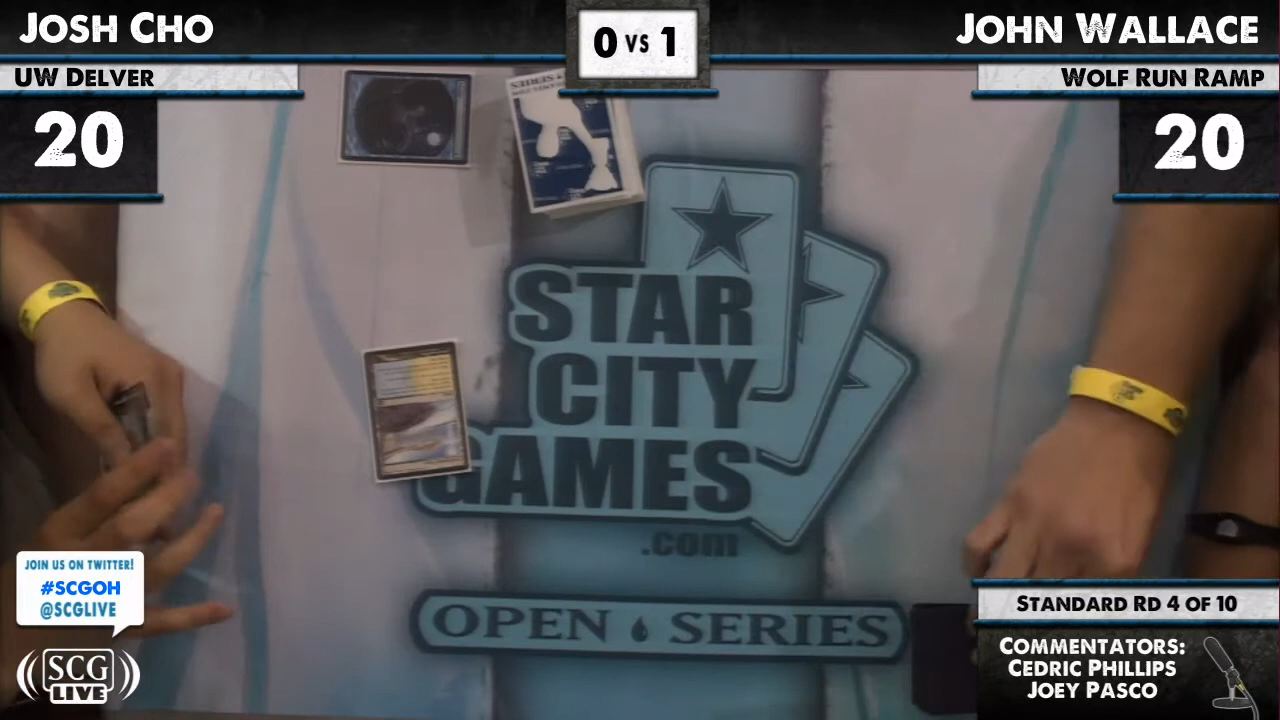 JOSH CHO
0 VS 1
JOHN WALLACE
UW DELVER
WOLF RUN RAMP
20
20
STAR
CITY
GAMES
.com
OPEN SERIES
JOIN US ON TWITTER!
#SCGOH
@SCGLIVE
SCG
LIVE
STANDARD RD 4 OF 10
COMMENTATORS:
CEDRIC PHILLIPS
JOEY PASCO